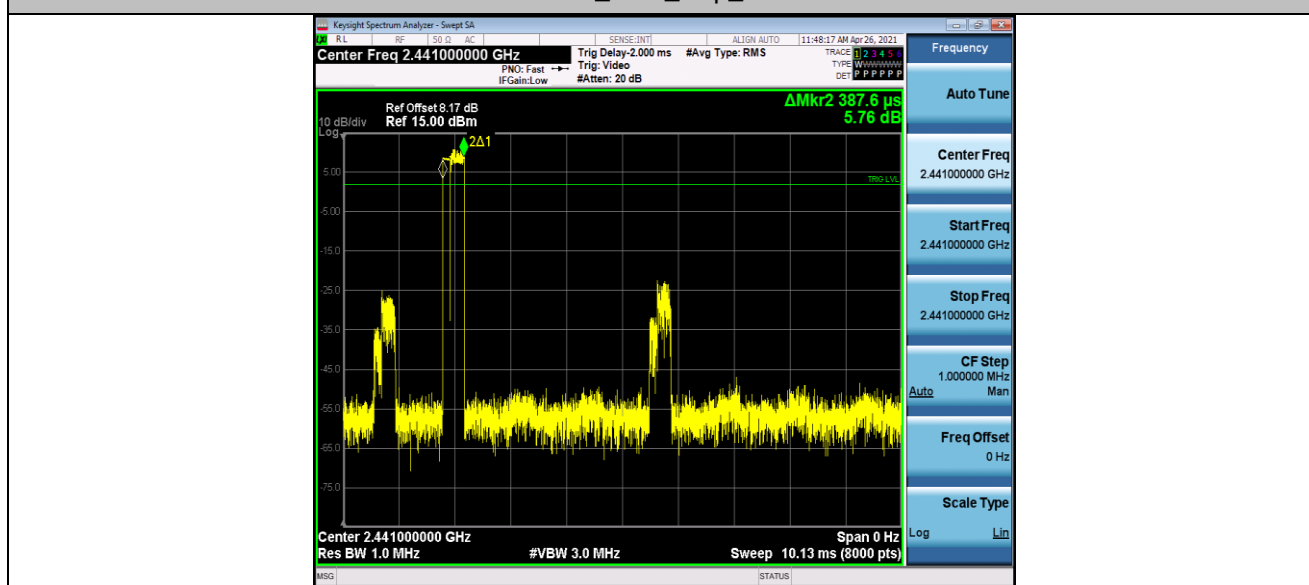 Keysight Spectrum Analyzer - Swept SA
RL RF 50 Ω AC SENSE:INT ALIGN AUTO 11:48:17 AM Apr 26, 2021
Center Freq 2.441000000 GHz
PNO: Fast
IFGain:Low
Trig Delay-2.000 ms
Trig: Video
#Atten: 20 dB
#Avg Type: RMS
TRACE 1 2 3 4 5 6
TYPE WWWWWW
DET P P P P P P
ΔMkr2 387.6 µs
5.76 dB
Ref Offset 8.17 dB
10 dB/div Ref 15.00 dBm
Log
2Δ1
5.00
TRIG LVL
-5.00
-15.0
-25.0
-35.0
-45.0
-55.0
-65.0
-75.0
Center 2.441000000 GHz Span 0 Hz
Res BW 1.0 MHz #VBW 3.0 MHz Sweep 10.13 ms (8000 pts)
MSG STATUS
Frequency
Auto Tune
Center Freq
2.441000000 GHz
Start Freq
2.441000000 GHz
Stop Freq
2.441000000 GHz
CF Step
1.000000 MHz
Auto Man
Freq Offset
0 Hz
Scale Type
Log Lin